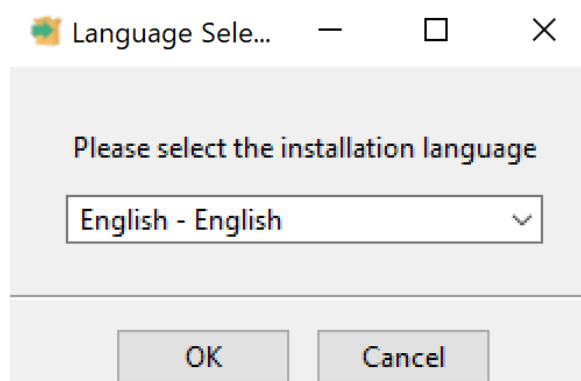 Language Sele...
Please select the installation language
English - English
OK
Cancel